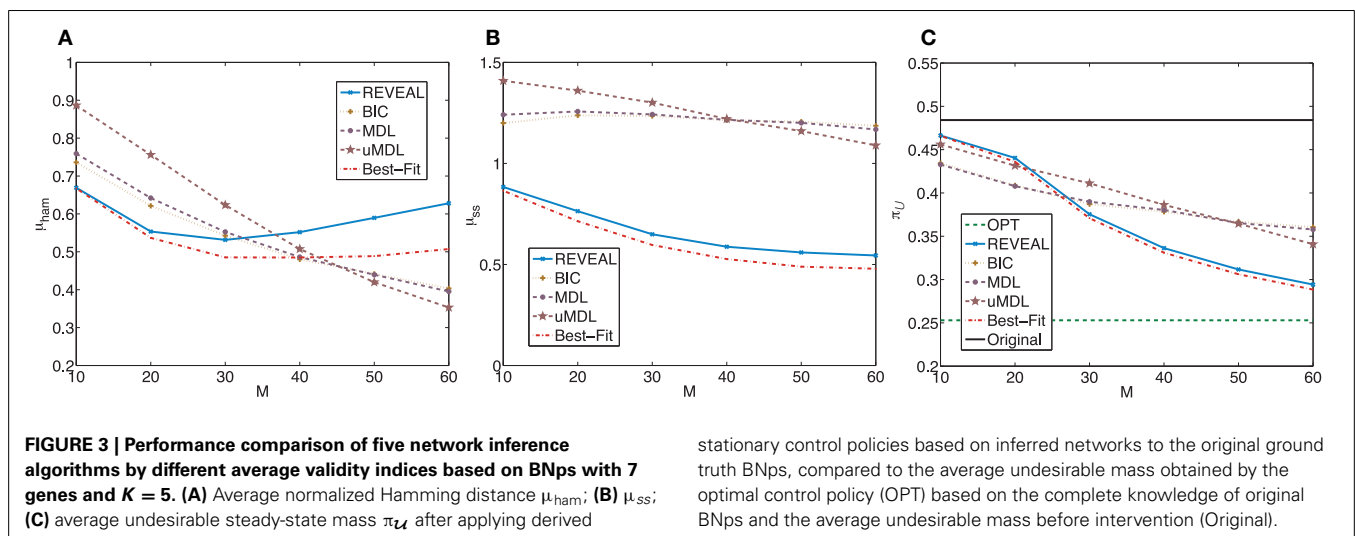 A
1
0.9
0.8
0.7
0.6
0.5
0.4
0.3
0.2
μham
10 20 30 40 50 60
M
REVEAL
BIC
MDL
uMDL
Best–Fit
B
1.5
1
0.5
0
μss
10 20 30 40 50 60
M
REVEAL
BIC
MDL
uMDL
Best–Fit
C
0.55
0.5
0.45
0.4
0.35
0.3
0.25
0.2
πU
10 20 30 40 50 60
M
OPT
REVEAL
BIC
MDL
uMDL
Best–Fit
Original
FIGURE 3 | Performance comparison of five network inference
algorithms by different average validity indices based on BNps with 7
genes and K = 5. (A) Average normalized Hamming distance μham; (B) μss;
(C) average undesirable steady-state mass πU after applying derived
stationary control policies based on inferred networks to the original ground
truth BNps, compared to the average undesirable mass obtained by the
optimal control policy (OPT) based on the complete knowledge of original
BNps and the average undesirable mass before intervention (Original).